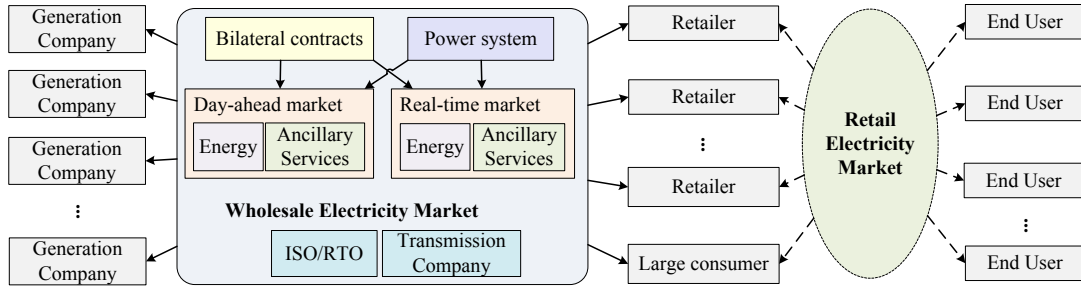 Generation
Company
Generation
Company
Generation
Company
...
Generation
Company
Bilateral contracts
Power system
Day-ahead market
Energy
Ancillary
Services
Real-time market
Energy
Ancillary
Services
Wholesale Electricity Market
ISO/RTO
Transmission
Company
Retailer
Retailer
...
Retailer
Large consumer
Retail
Electricity
Market
End User
End User
End User
...
End User